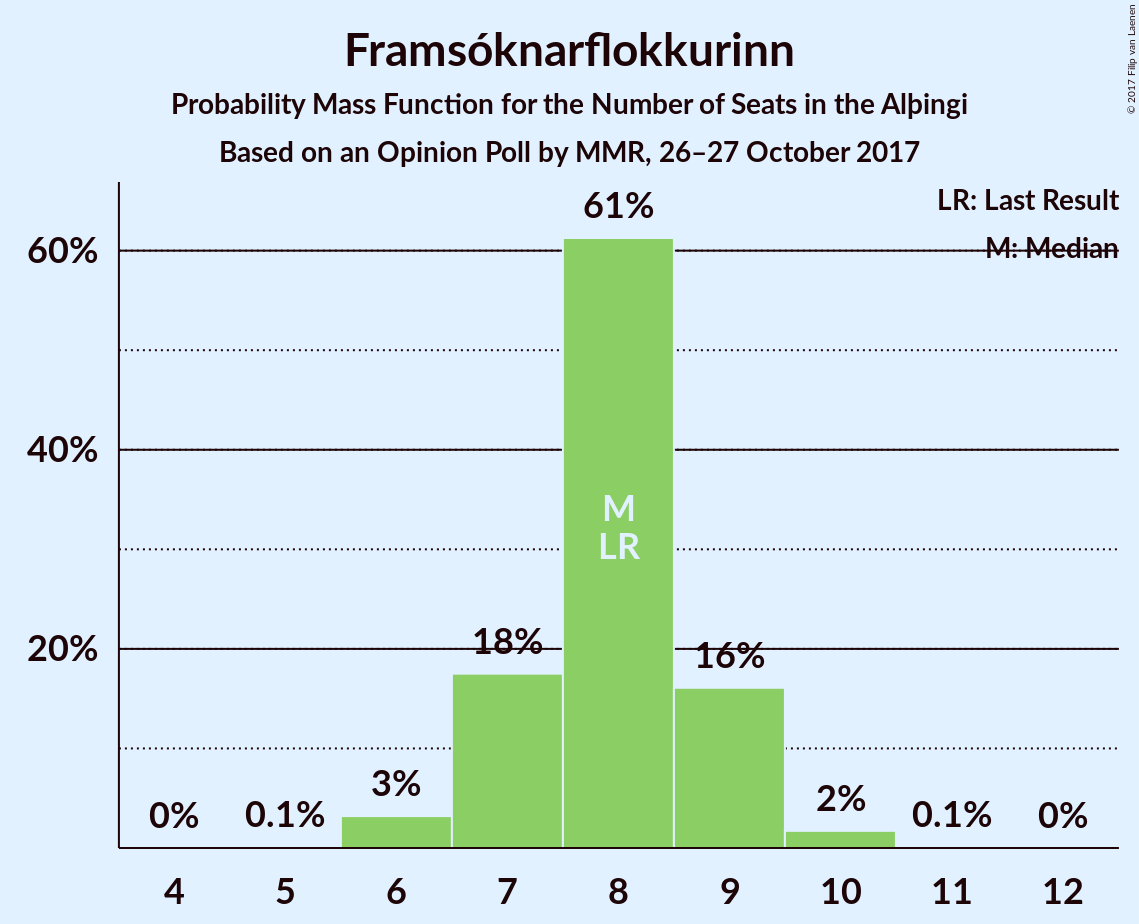 Framsóknarflokkurinn
Probability Mass Function for the Number of Seats in the Alþingi
Based on an Opinion Poll by MMR, 26–27 October 2017
© 2017 Filip van Laenen
LR: Last Result
M: Median
61%
60%
40%
M
LR
20%
18%
16%
3%
2%
0%
0.1%
0.1%
0%
4 5 6 7 8 9 10 11 12